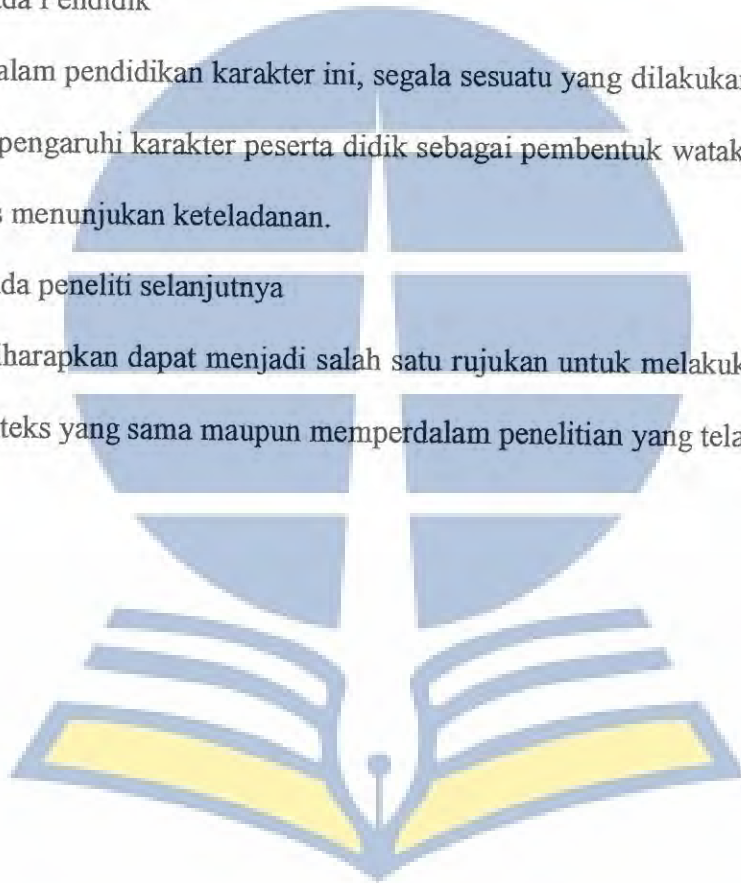 da Pendidik
alam pendidikan karakter ini, segala sesuatu yang dilakukan
pengaruhi karakter peserta didik sebagai pembentuk watak
s menunjukan keteladanan.
da peneliti selanjutnya
iharapkan dapat menjadi salah satu rujukan untuk melakuk
teks yang sama maupun memperdalam penelitian yang tela